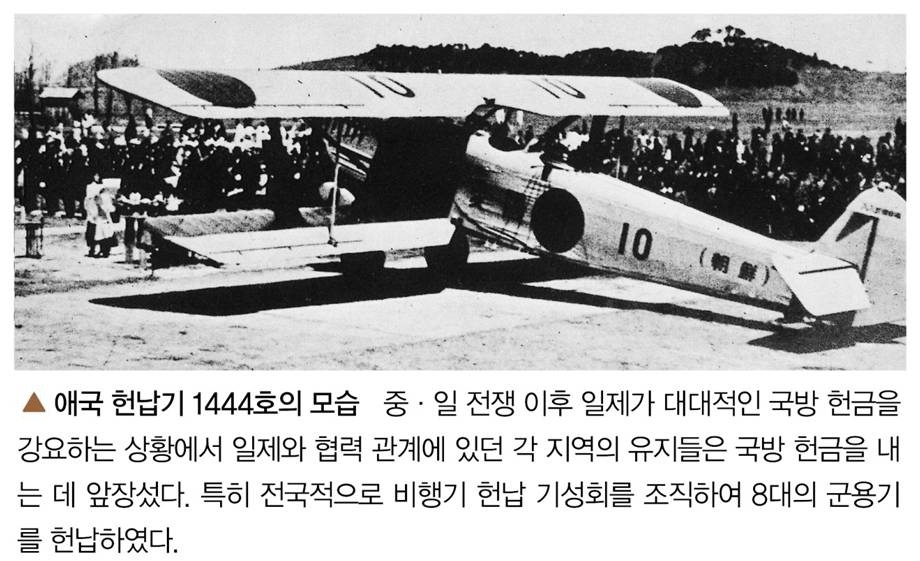 10 10
10
(朝鮮)
▲ 애국 헌납기 1444호의 모습 중·일 전쟁 이후 일제가 대대적인 국방 헌금을
강요하는 상황에서 일제와 협력 관계에 있던 각 지역의 유지들은 국방 헌금을 내
는 데 앞장섰다. 특히 전국적으로 비행기 헌납 기성회를 조직하여 8대의 군용기
를 헌납하였다.